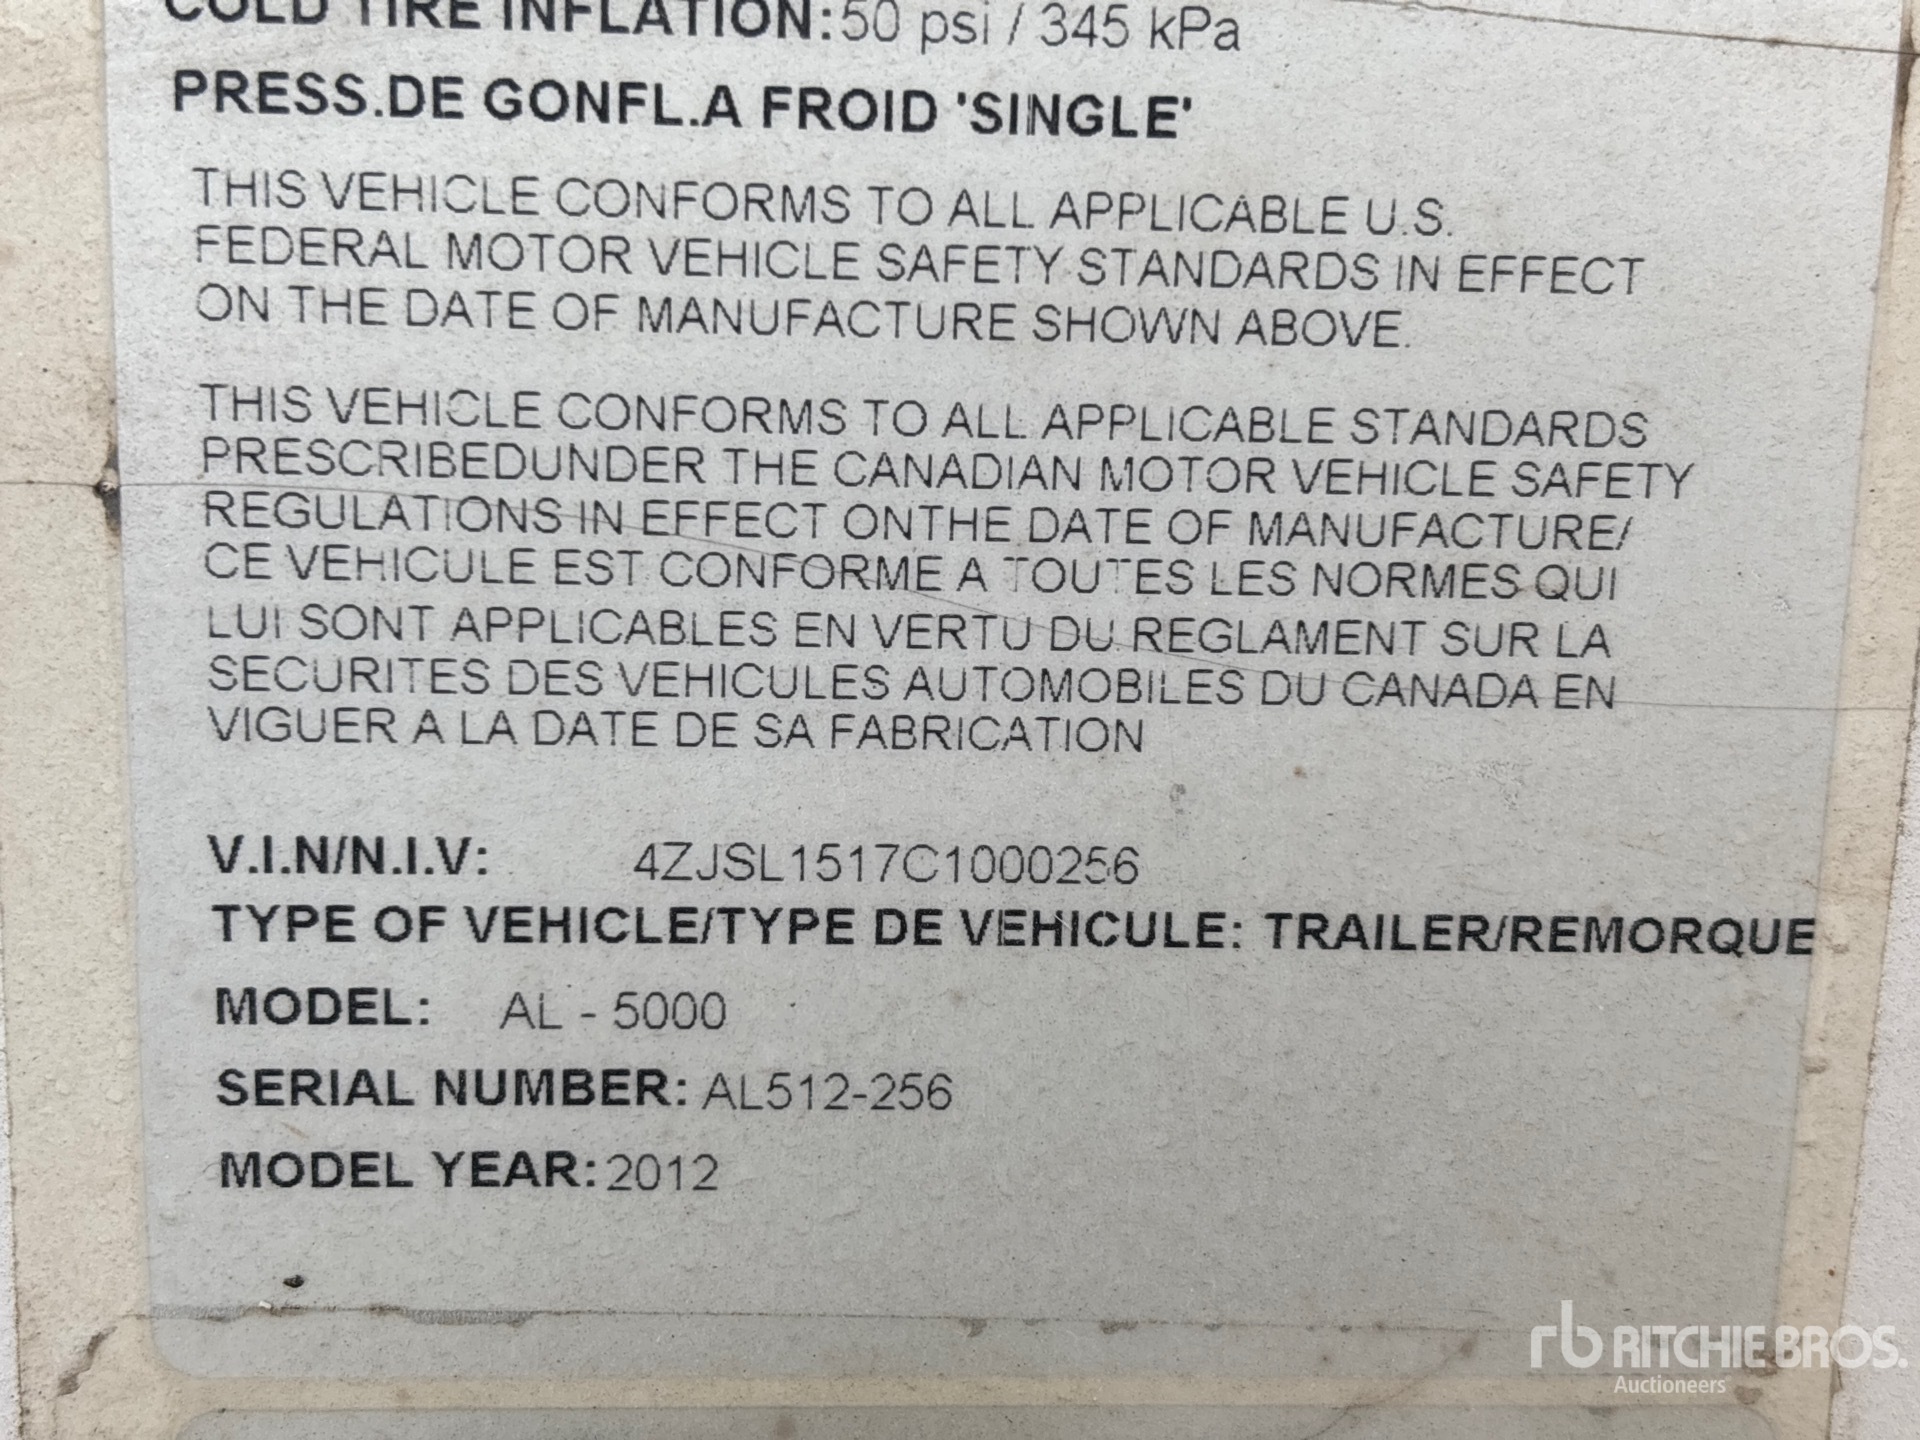 COLD TIRE INFLATION: 50 psi / 345 kPa
PRESS.DE GONFL.A FROID 'SINGLE'
THIS VEHICLE CONFORMS TO ALL APPLICABLE U.S.
FEDERAL MOTOR VEHICLE SAFETY STANDARDS IN EFFECT
ON THE DATE OF MANUFACTURE SHOWN ABOVE.
THIS VEHICLE CONFORMS TO ALL APPLICABLE STANDARDS
PRESCRIBEDUNDER THE CANADIAN MOTOR VEHICLE SAFETY
REGULATIONS IN EFFECT ONTHE DATE OF MANUFACTURE/
CE VEHICULE EST CONFORME A TOUTES LES NORMES QUI
LUI SONT APPLICABLES EN VERTU DU REGLAMENT SUR LA
SECURITES DES VEHICULES AUTOMOBILES DU CANADA EN
VIGUER A LA DATE DE SA FABRICATION
V.I.N/N.I.V: 4ZJSL1517C1000256
TYPE OF VEHICLE/TYPE DE VEHICULE: TRAILER/REMORQUE
MODEL: AL - 5000
SERIAL NUMBER: AL512-256
MODEL YEAR: 2012
rb RITCHIE BROS.
Auctioneers